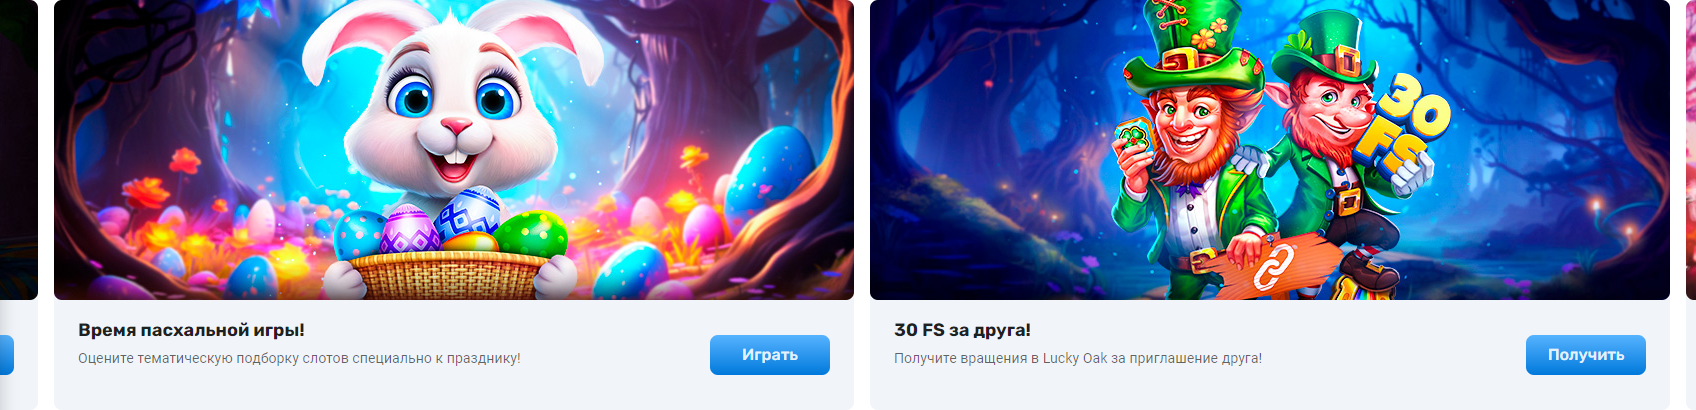 30
FS
Время пасхальной игры!
Оцените тематическую подборку слотов специально к празднику!
Играть
30 FS за друга!
Получите вращения в Lucky Oak за приглашение друга!
Получить